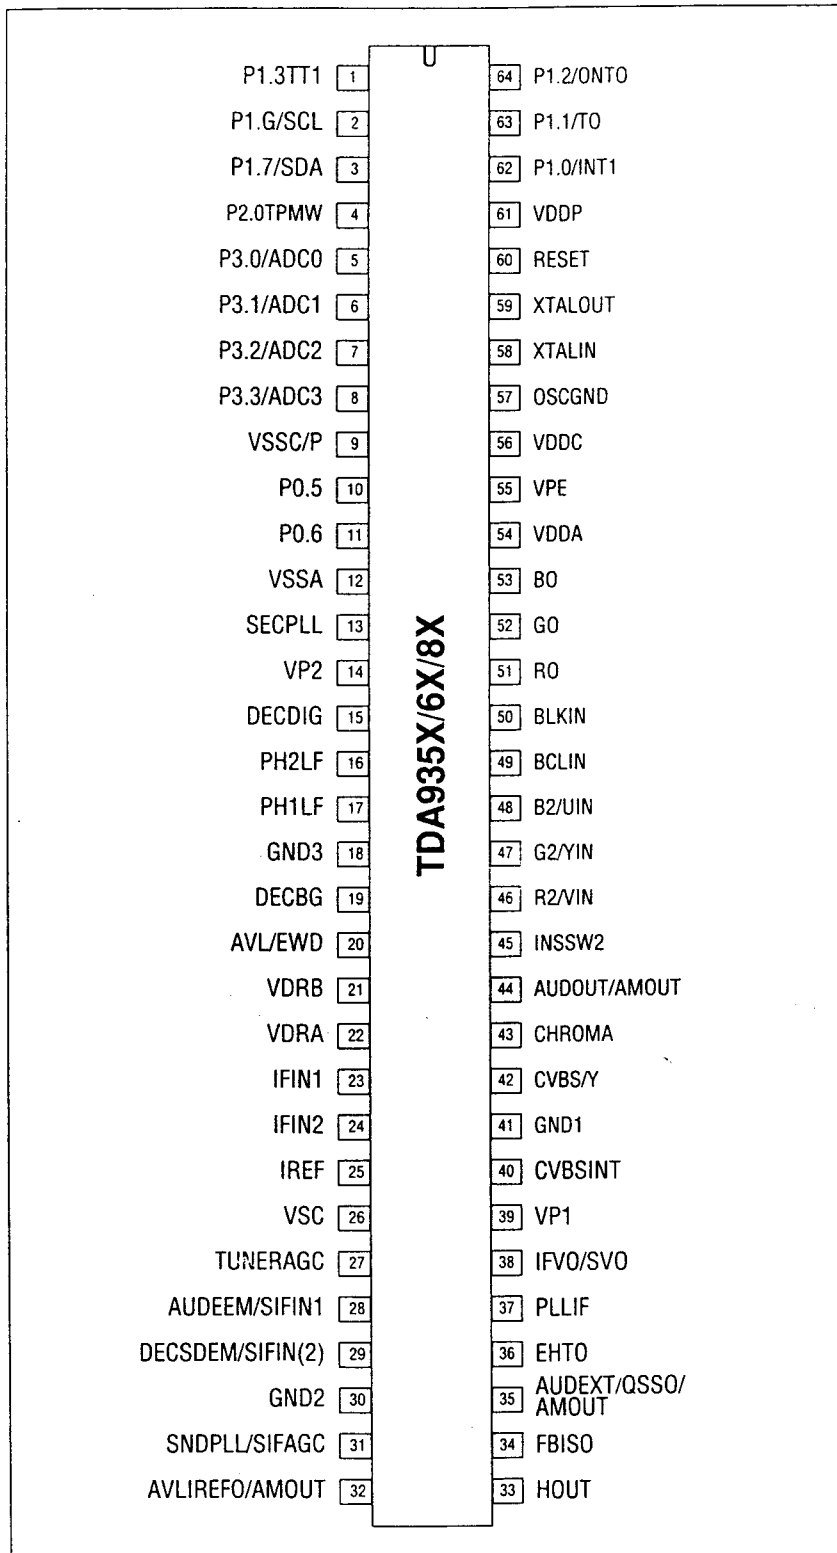 P1.3TT1 1
P1.G/SCL 2
P1.7/SDA 3
P2.0TPMW 4
P3.0/ADC0 5
P3.1/ADC1 6
P3.2/ADC2 7
P3.3/ADC3 8
VSSC/P 9
P0.5 10
P0.6 11
VSSA 12
SECPLL 13
VP2 14
DECDIG 15
PH2LF 16
PH1LF 17
GND3 18
DECBG 19
AVL/EWD 20
VDRB 21
VDRA 22
IFIN1 23
IFIN2 24
IREF 25
VSC 26
TUNERAGC 27
AUDEEM/SIFIN1 28
DECSDEM/SIFIN(2) 29
GND2 30
SNDPLL/SIFAGC 31
AVLIREFO/AMOUT 32
TDA935X/6X/8X
64 P1.2/ONTO
63 P1.1/TO
62 P1.0/INT1
61 VDDP
60 RESET
59 XTALOUT
58 XTALIN
57 OSCGND
56 VDDC
55 VPE
54 VDDA
53 BO
52 GO
51 RO
50 BLKIN
49 BCLIN
48 B2/UIN
47 G2/YIN
46 R2/VIN
45 INSSW2
44 AUDOUT/AMOUT
43 CHROMA
42 CVBS/Y
41 GND1
40 CVBSINT
39 VP1
38 IFVO/SVO
37 PLLIF
36 EHTO
35 AUDEXT/QSSO/
AMOUT
34 FBISO
33 HOUT